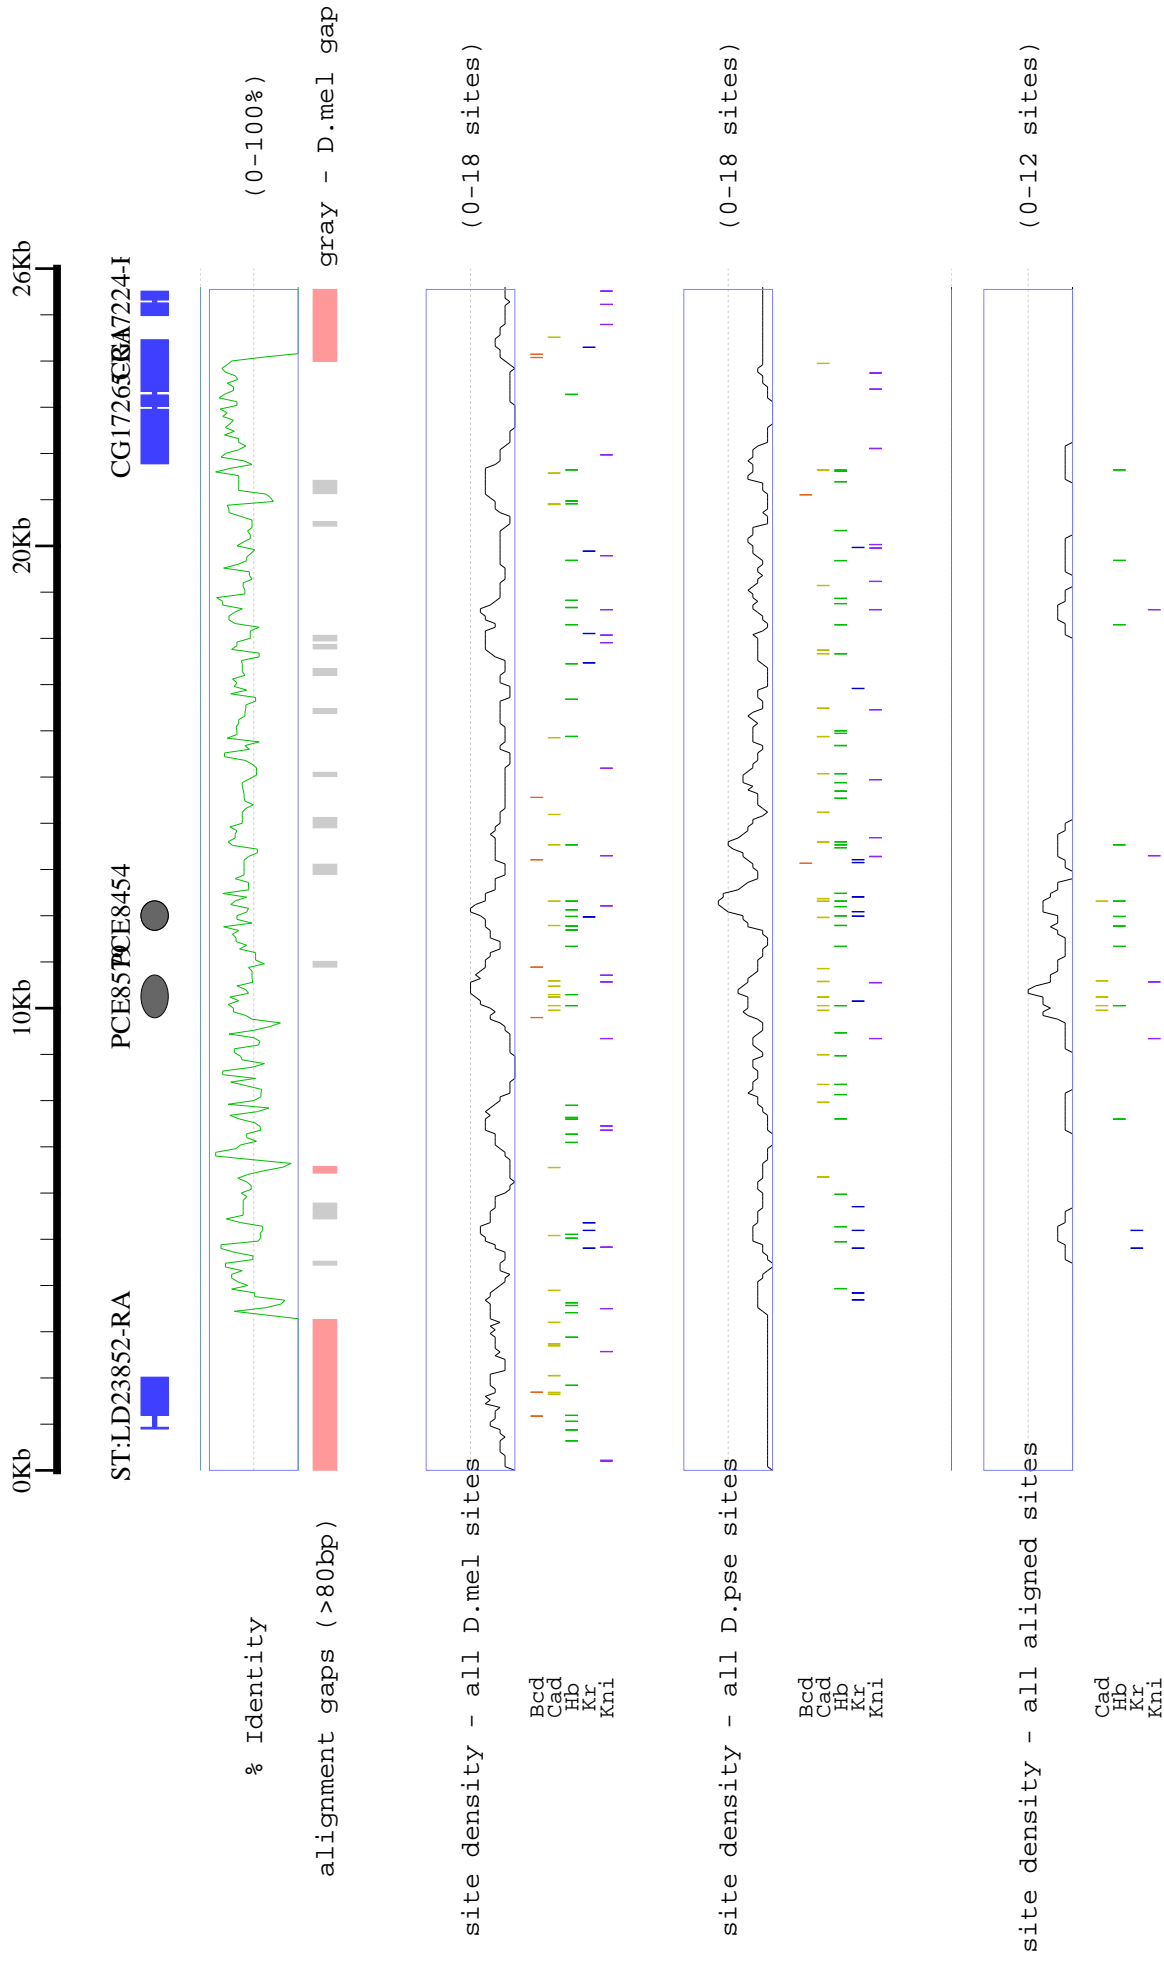 0Kb
10Kb
20Kb
26Kb
ST:LD23852-RA
PCE8519
PCE8454
CG17265-RA
CG17224-
% Identity
(0-100%)
alignment gaps (>80bp)
gray - D.mel gap
site density - all D.mel sites
(0-18 sites)
Bcd
Cad
Hb
Kr
Kni
site density - all D.pse sites
(0-18 sites)
Bcd
Cad
Hb
Kr
Kni
site density - all aligned sites
(0-12 sites)
Cad
Hb
Kr
Kni